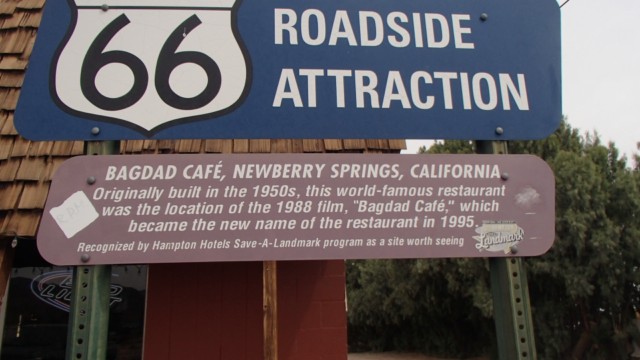 66
ROADSIDE
ATTRACTION
BAGDAD CAFÉ, NEWBERRY SPRINGS, CALIFORNIA
Originally built in the 1950s, this world-famous restaurant
was the location of the 1988 film, "Bagdad Café," which
became the new name of the restaurant in 1995.
Recognized by Hampton Hotels Save-A-Landmark program as a site worth seeing
Landmark
LITE